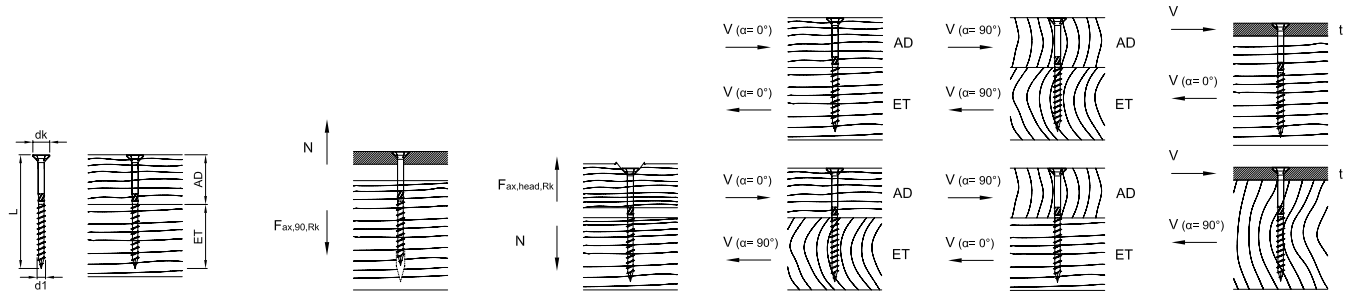 dk
L
d1
AD
ET
N
Fax,90,Rk
Fax,head,Rk
N
V (α= 0°)
V (α= 0°)
AD
ET
V (α= 90°)
V (α= 90°)
AD
ET
V
t
V (α= 0°)
V (α= 0°)
V (α= 90°)
AD
ET
V (α= 90°)
V (α= 0°)
AD
ET
V
t
V (α= 90°)